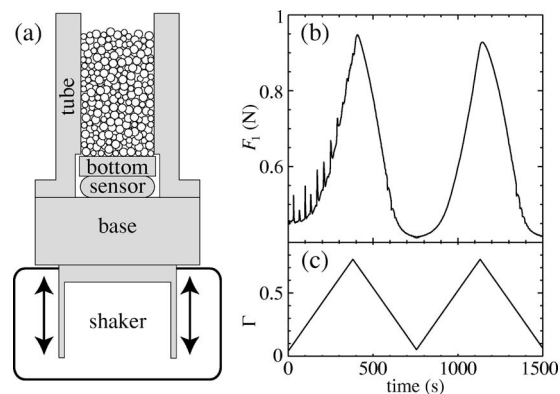 (a)
tube
bottom
sensor
base
shaker
(b)
F₁ (N)
1
0.8
0.6
(c)
Γ
0.5
0
0 500 1000 1500
time (s)